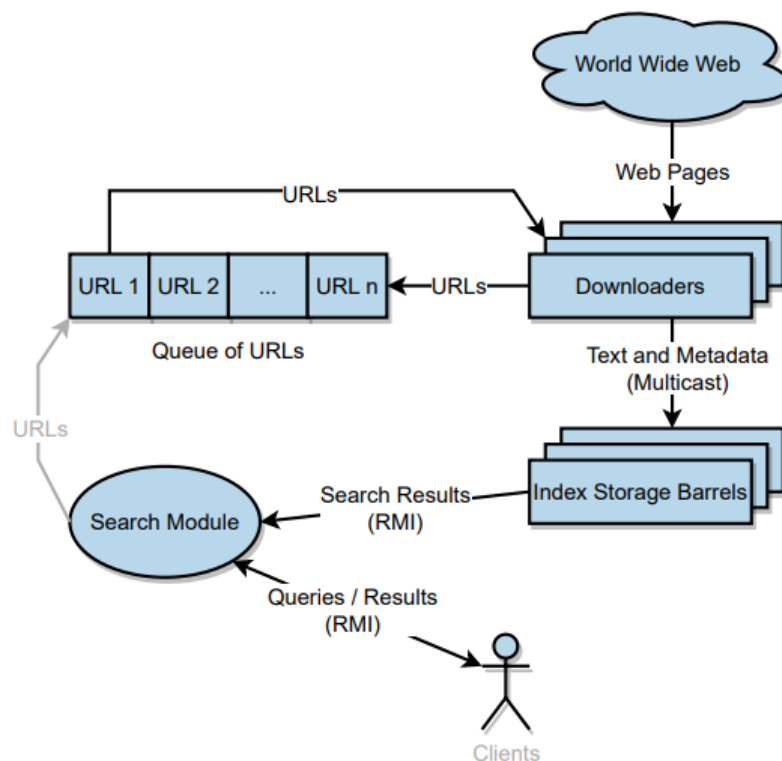 World Wide Web
Web Pages
URLs
URL 1
URL 2
...
URL n
URLs
Downloaders
Queue of URLs
Text and Metadata
(Multicast)
URLs
Search Module
Search Results
(RMI)
Index Storage Barrels
Queries / Results
(RMI)
Clients